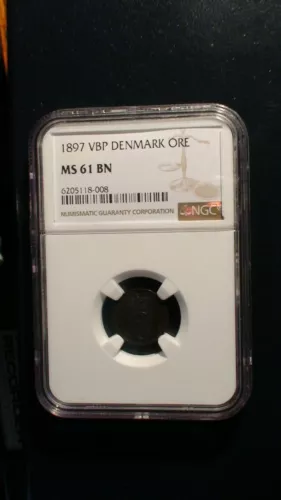 1897 VBP DENMARK ORE
MS 61 BN
6205118-008
NUMISMATIC GUARANTY CORPORATION
NGC